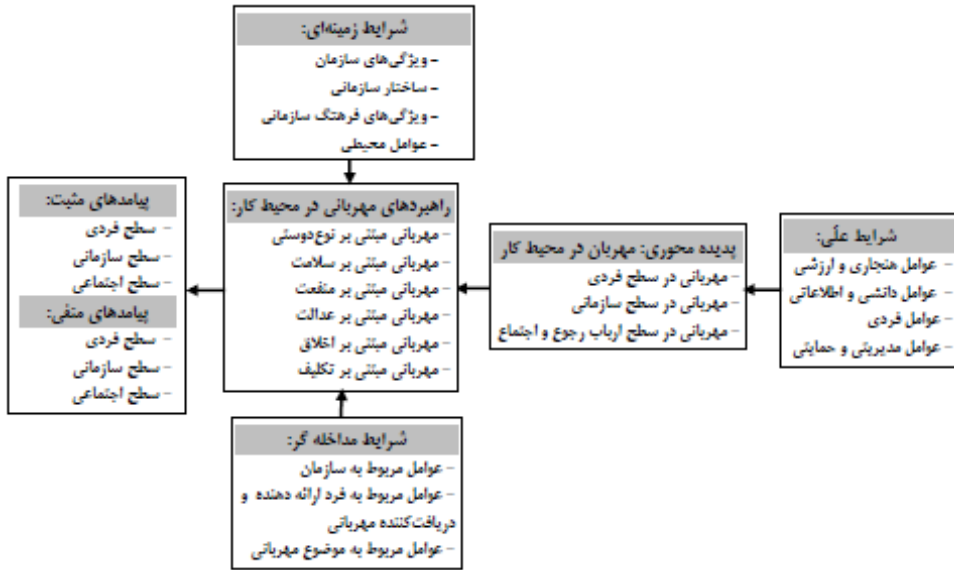 شرایط زمینه‌ای:
- ویژگی‌های سازمان
- ساختار سازمانی
- ویژگی‌های فرهنگ سازمانی
- عوامل محیطی
شرایط علّی:
- عوامل هنجاری و ارزشی
- عوامل دانشی و اطلاعاتی
- عوامل فردی
- عوامل مدیریتی و حمایتی
پدیده محوری: مهربان در محیط کار
- مهربانی در سطح فردی
- مهربانی در سطح سازمانی
- مهربانی در سطح ارباب رجوع و اجتماع
راهبردهای مهربانی در محیط کار:
- مهربانی مبتنی بر نوع‌دوستی
- مهربانی مبتنی بر سلامت
- مهربانی مبتنی بر منفعت
- مهربانی مبتنی بر عدالت
- مهربانی مبتنی بر اخلاق
- مهربانی مبتنی بر تکلیف
پیامدهای مثبت:
- سطح فردی
- سطح سازمانی
- سطح اجتماعی
پیامدهای منفی:
- سطح فردی
- سطح سازمانی
- سطح اجتماعی
شرایط مداخله گر:
- عوامل مربوط به سازمان
- عوامل مربوط به فرد ارائه دهنده و
دریافت‌کننده مهربانی
- عوامل مربوط به موضوع مهربانی